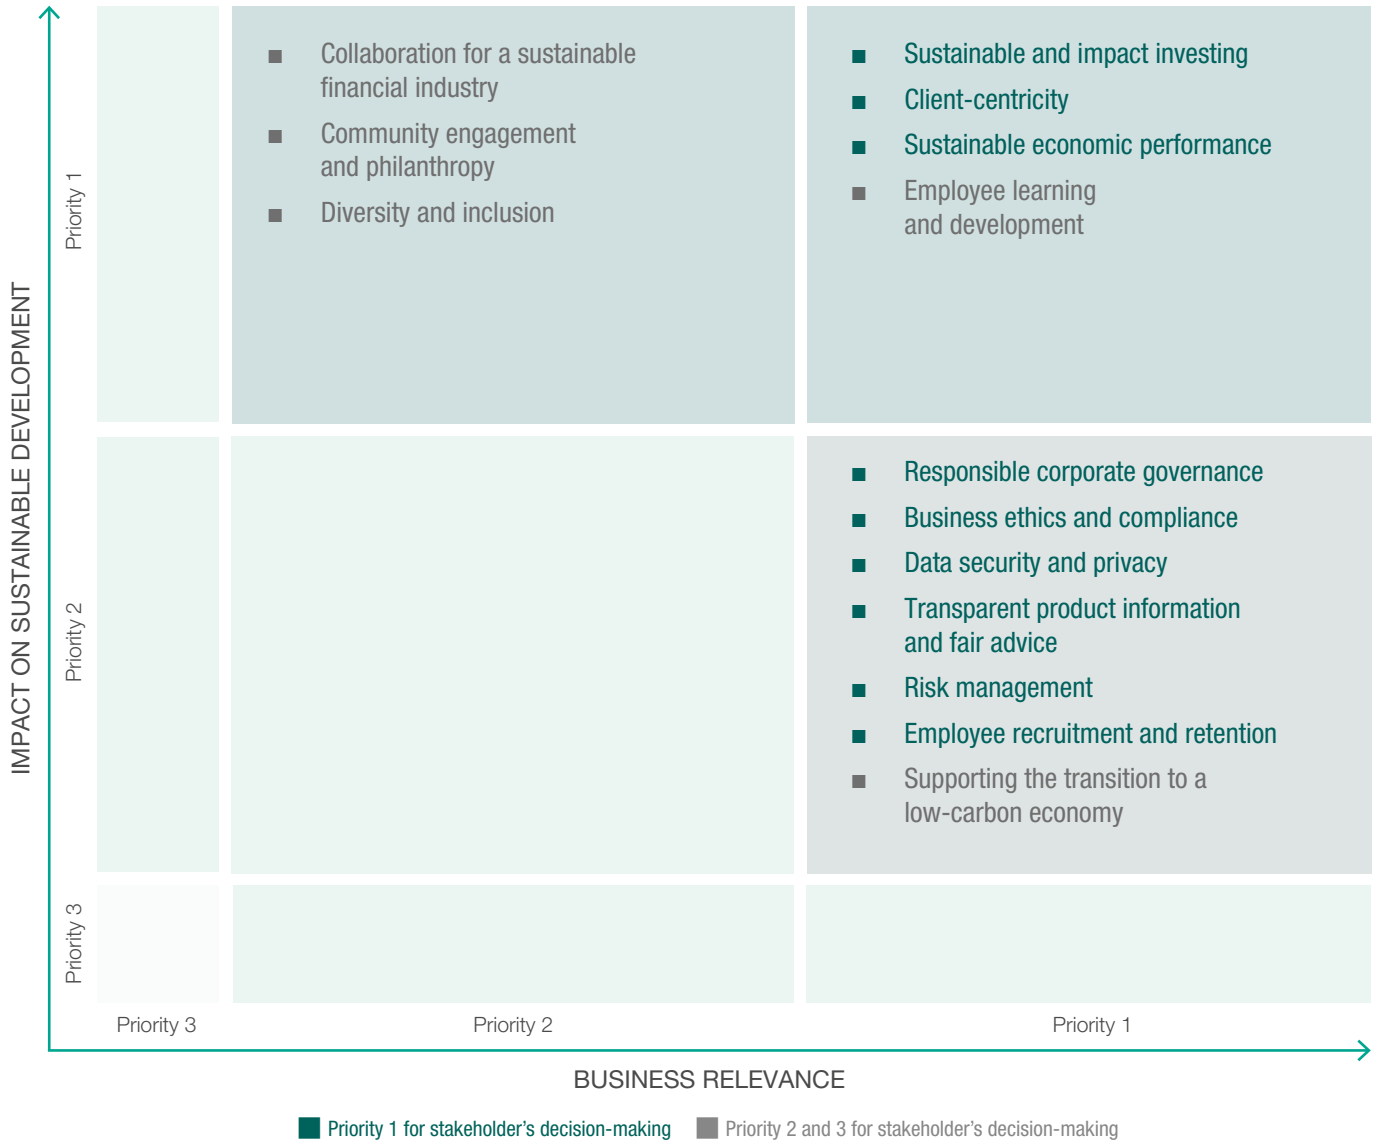 IMPACT ON SUSTAINABLE DEVELOPMENT
Priority 1
■ Collaboration for a sustainable
financial industry
■ Community engagement
and philanthropy
■ Diversity and inclusion
■ Sustainable and impact investing
■ Client-centricity
■ Sustainable economic performance
■ Employee learning
and development
Priority 2
■ Responsible corporate governance
■ Business ethics and compliance
■ Data security and privacy
■ Transparent product information
and fair advice
■ Risk management
■ Employee recruitment and retention
■ Supporting the transition to a
low-carbon economy
Priority 3
Priority 3
Priority 2
Priority 1
BUSINESS RELEVANCE
Priority 1 for stakeholder’s decision-making
Priority 2 and 3 for stakeholder’s decision-making